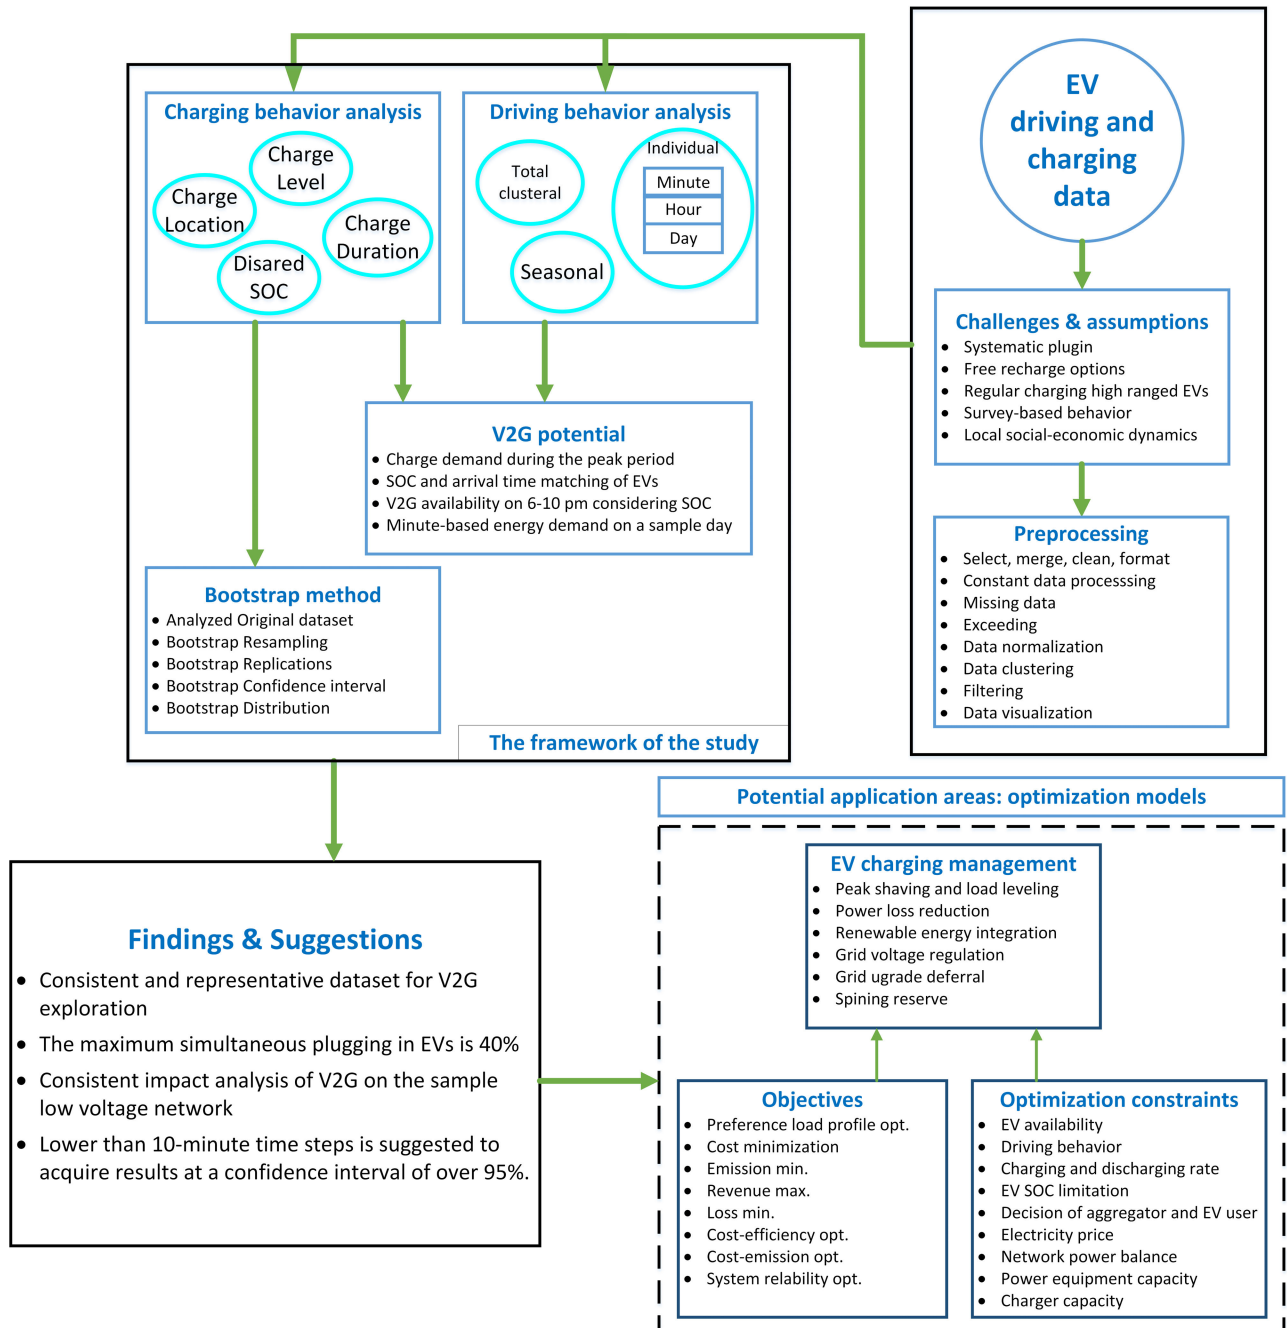 EV
driving and
charging
data
Challenges & assumptions
• Systematic plugin
• Free recharge options
• Regular charging high ranged EVs
• Survey-based behavior
• Local social-economic dynamics
Preprocessing
• Select, merge, clean, format
• Constant data processsing
• Missing data
• Exceeding
• Data normalization
• Data clustering
• Filtering
• Data visualization
Charging behavior analysis
Charge
Level
Charge
Location
Charge
Duration
Disared
SOC
Driving behavior analysis
Total
clusteral
Individual
Minute
Hour
Day
Seasonal
V2G potential
• Charge demand during the peak period
• SOC and arrival time matching of EVs
• V2G availability on 6-10 pm considering SOC
• Minute-based energy demand on a sample day
Bootstrap method
• Analyzed Original dataset
• Bootstrap Resampling
• Bootstrap Replications
• Bootstrap Confidence interval
• Bootstrap Distribution
The framework of the study
Findings & Suggestions
• Consistent and representative dataset for V2G
exploration
• The maximum simultaneous plugging in EVs is 40%
• Consistent impact analysis of V2G on the sample
low voltage network
• Lower than 10-minute time steps is suggested to
acquire results at a confidence interval of over 95%.
Potential application areas: optimization models
EV charging management
• Peak shaving and load leveling
• Power loss reduction
• Renewable energy integration
• Grid voltage regulation
• Grid ugrade deferral
• Spining reserve
Objectives
• Preference load profile opt.
• Cost minimization
• Emission min.
• Revenue max.
• Loss min.
• Cost-efficiency opt.
• Cost-emission opt.
• System relability opt.
Optimization constraints
• EV availability
• Driving behavior
• Charging and discharging rate
• EV SOC limitation
• Decision of aggregator and EV user
• Electricity price
• Network power balance
• Power equipment capacity
• Charger capacity